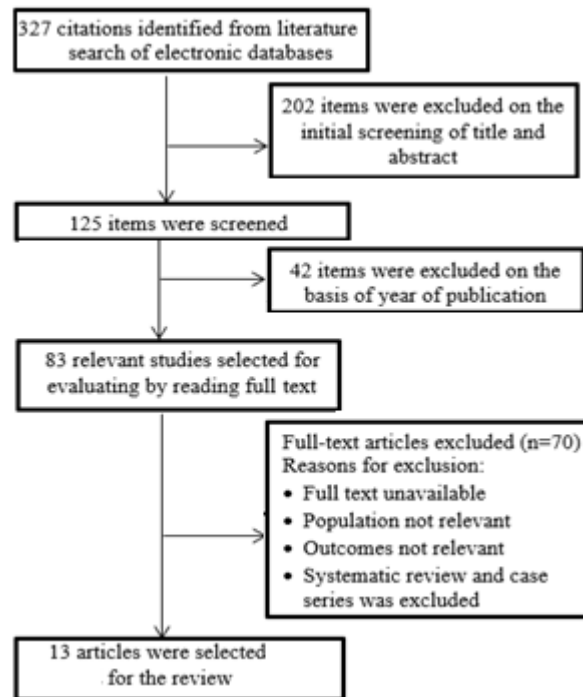 327 citations identified from literature
search of electronic databases
202 items were excluded on the
initial screening of title and
abstract
125 items were screened
42 items were excluded on the
basis of year of publication
83 relevant studies selected for
evaluating by reading full text
Full-text articles excluded (n=70)
Reasons for exclusion:
• Full text unavailable
• Population not relevant
• Outcomes not relevant
• Systematic review and case
series was excluded
13 articles were selected
for the review